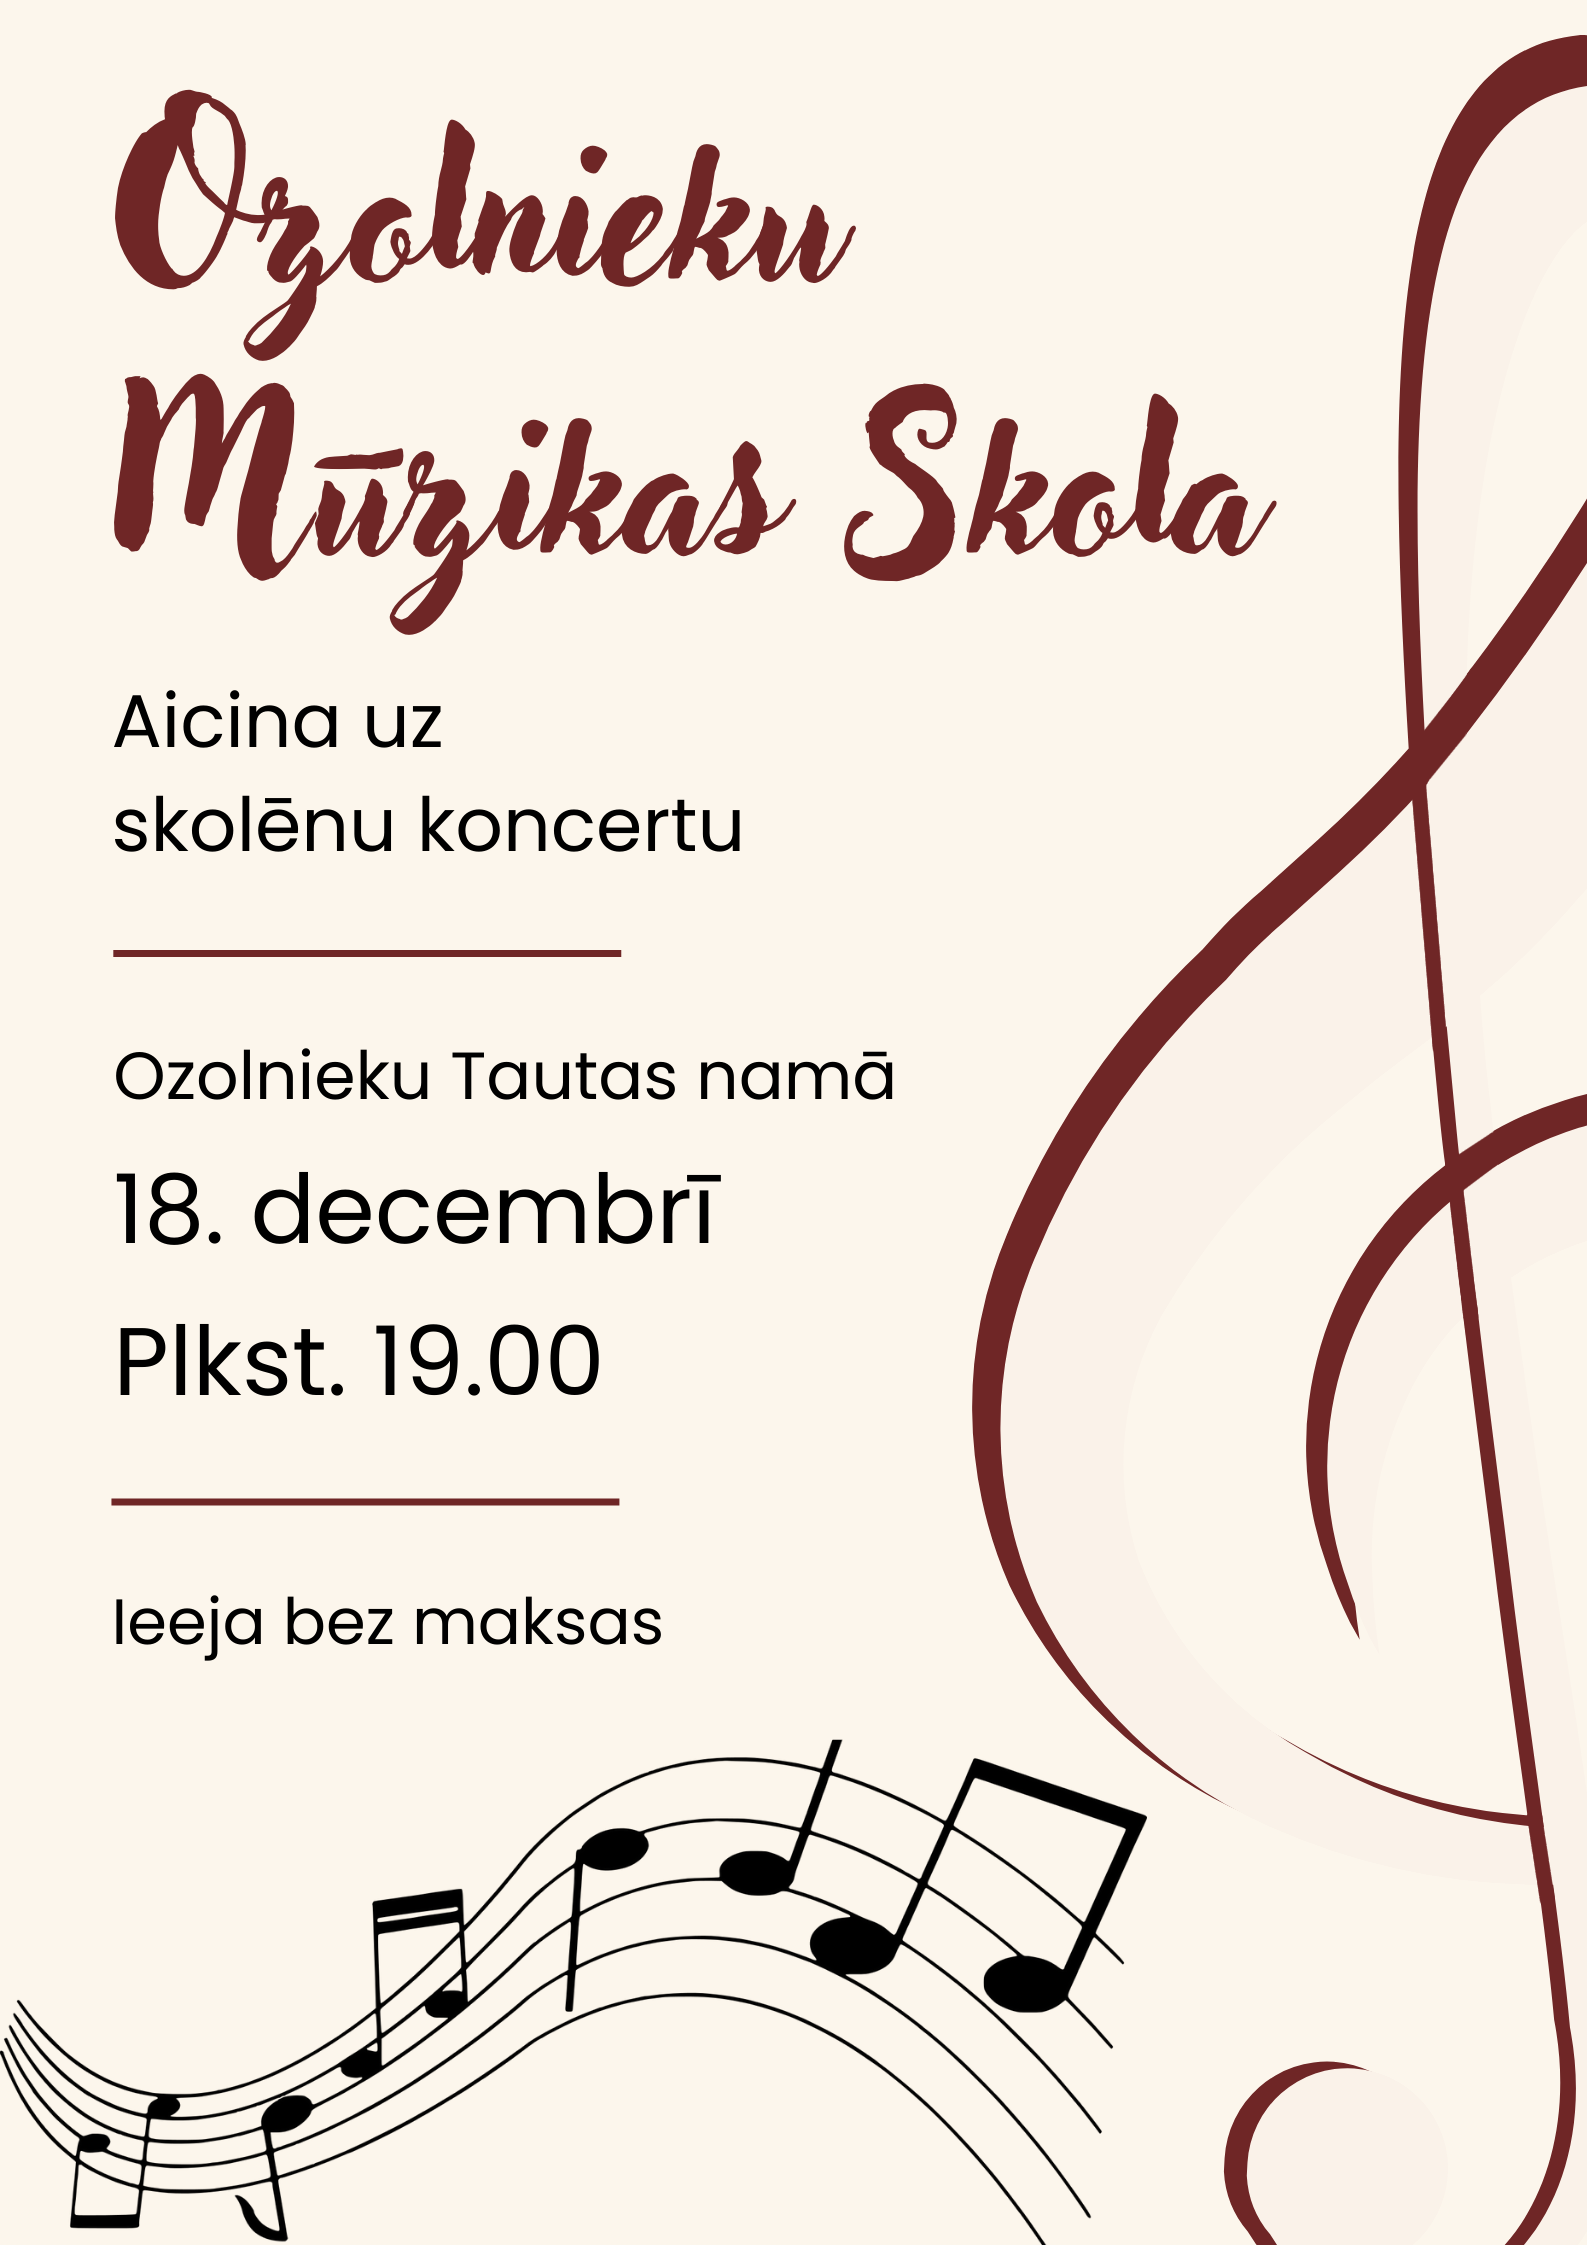 Ozolnieku
Mūzikas Skola
Aicina uz
skolēnu koncertu
Ozolnieku Tautas namā
18. decembrī
Plkst. 19.00
Ieeja bez maksas